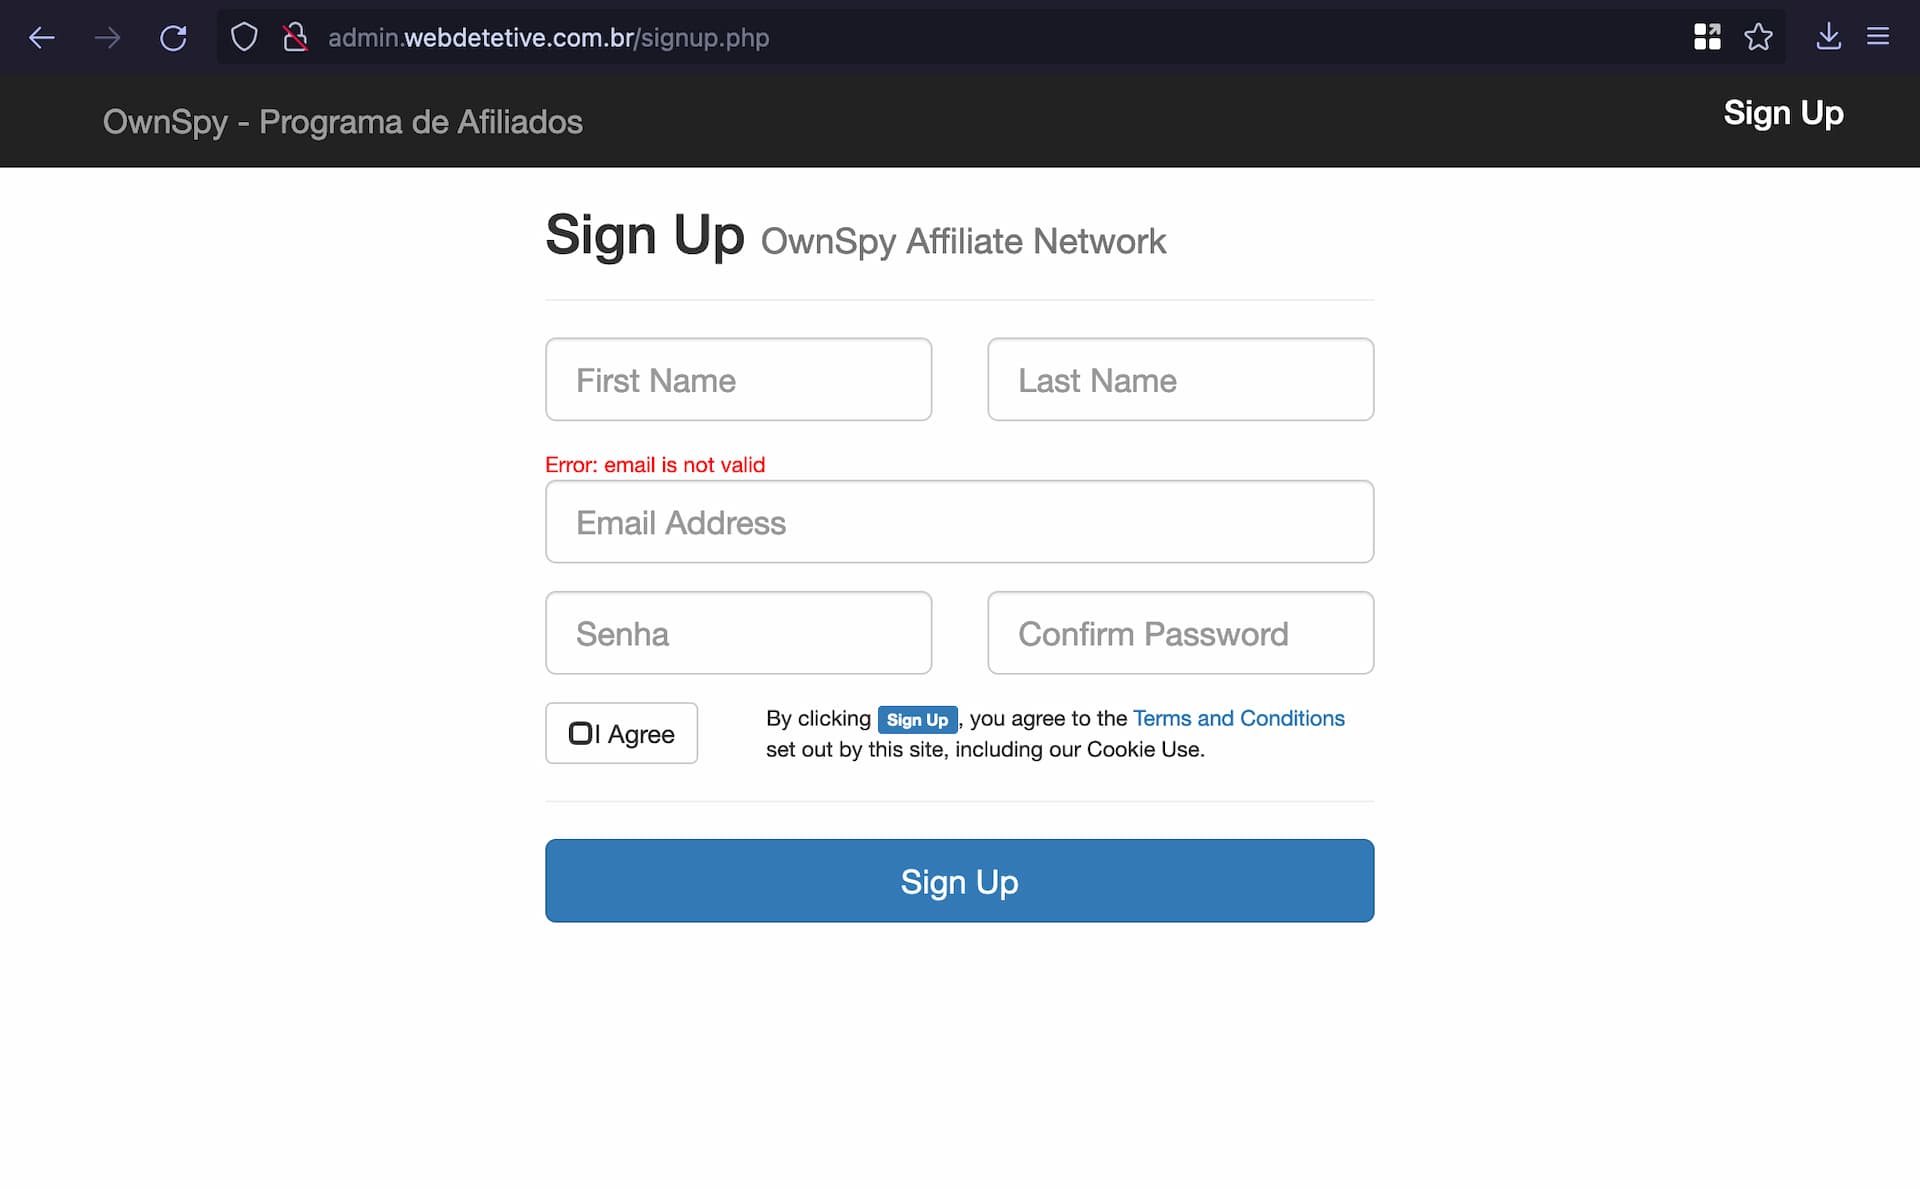 admin.webdetetive.com.br/signup.php
OwnSpy - Programa de Afiliados
Sign Up
Sign Up OwnSpy Affiliate Network
First Name
Last Name
Error: email is not valid
Email Address
Senha
Confirm Password
I Agree
By clicking Sign Up, you agree to the Terms and Conditions
set out by this site, including our Cookie Use.
Sign Up